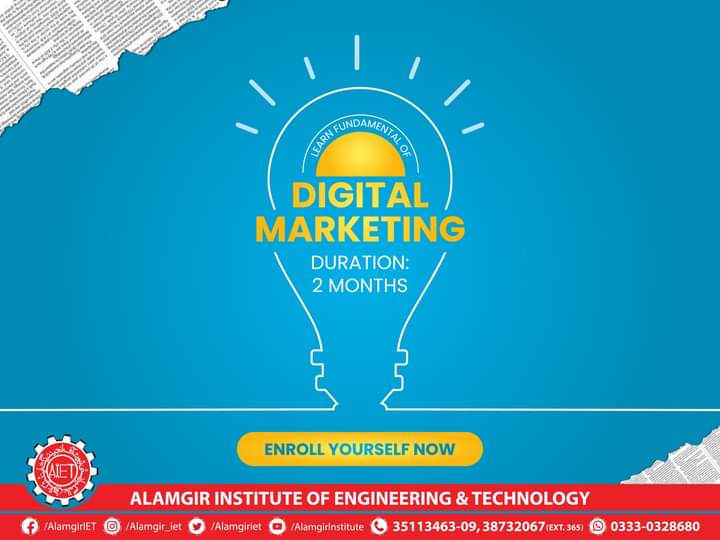 LEARN FUNDAMENTAL OF
DIGITAL
MARKETING
DURATION:
2 MONTHS
ENROLL YOURSELF NOW
AIET
ALAMGIR INSTITUTE OF ENGINEERING & TECHNOLOGY
/AlamgirIET /Alamgir_iet /Alamgiriet /AlamgirInstitute 35113463-09, 38732067 (EXT. 365) 0333-0328680